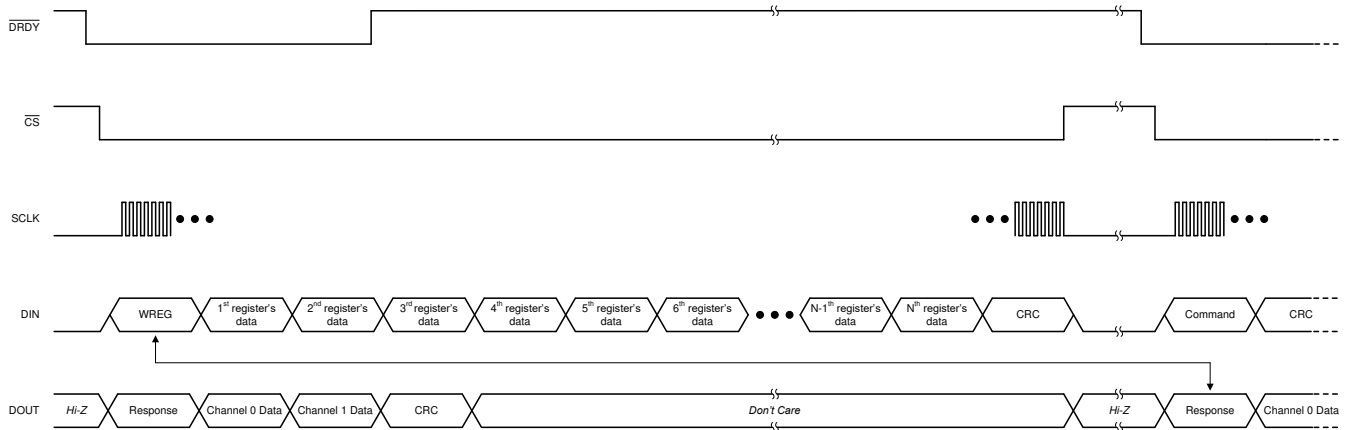 DRDY
CS
SCLK
DIN
WREG
1st register's
data
2nd register's
data
3rd register's
data
4th register's
data
5th register's
data
6th register's
data
N-1th register's
data
Nth register's
data
CRC
Command
CRC
DOUT
Hi-Z
Response
Channel 0 Data
Channel 1 Data
CRC
Don't Care
Hi-Z
Response
Channel 0 Data